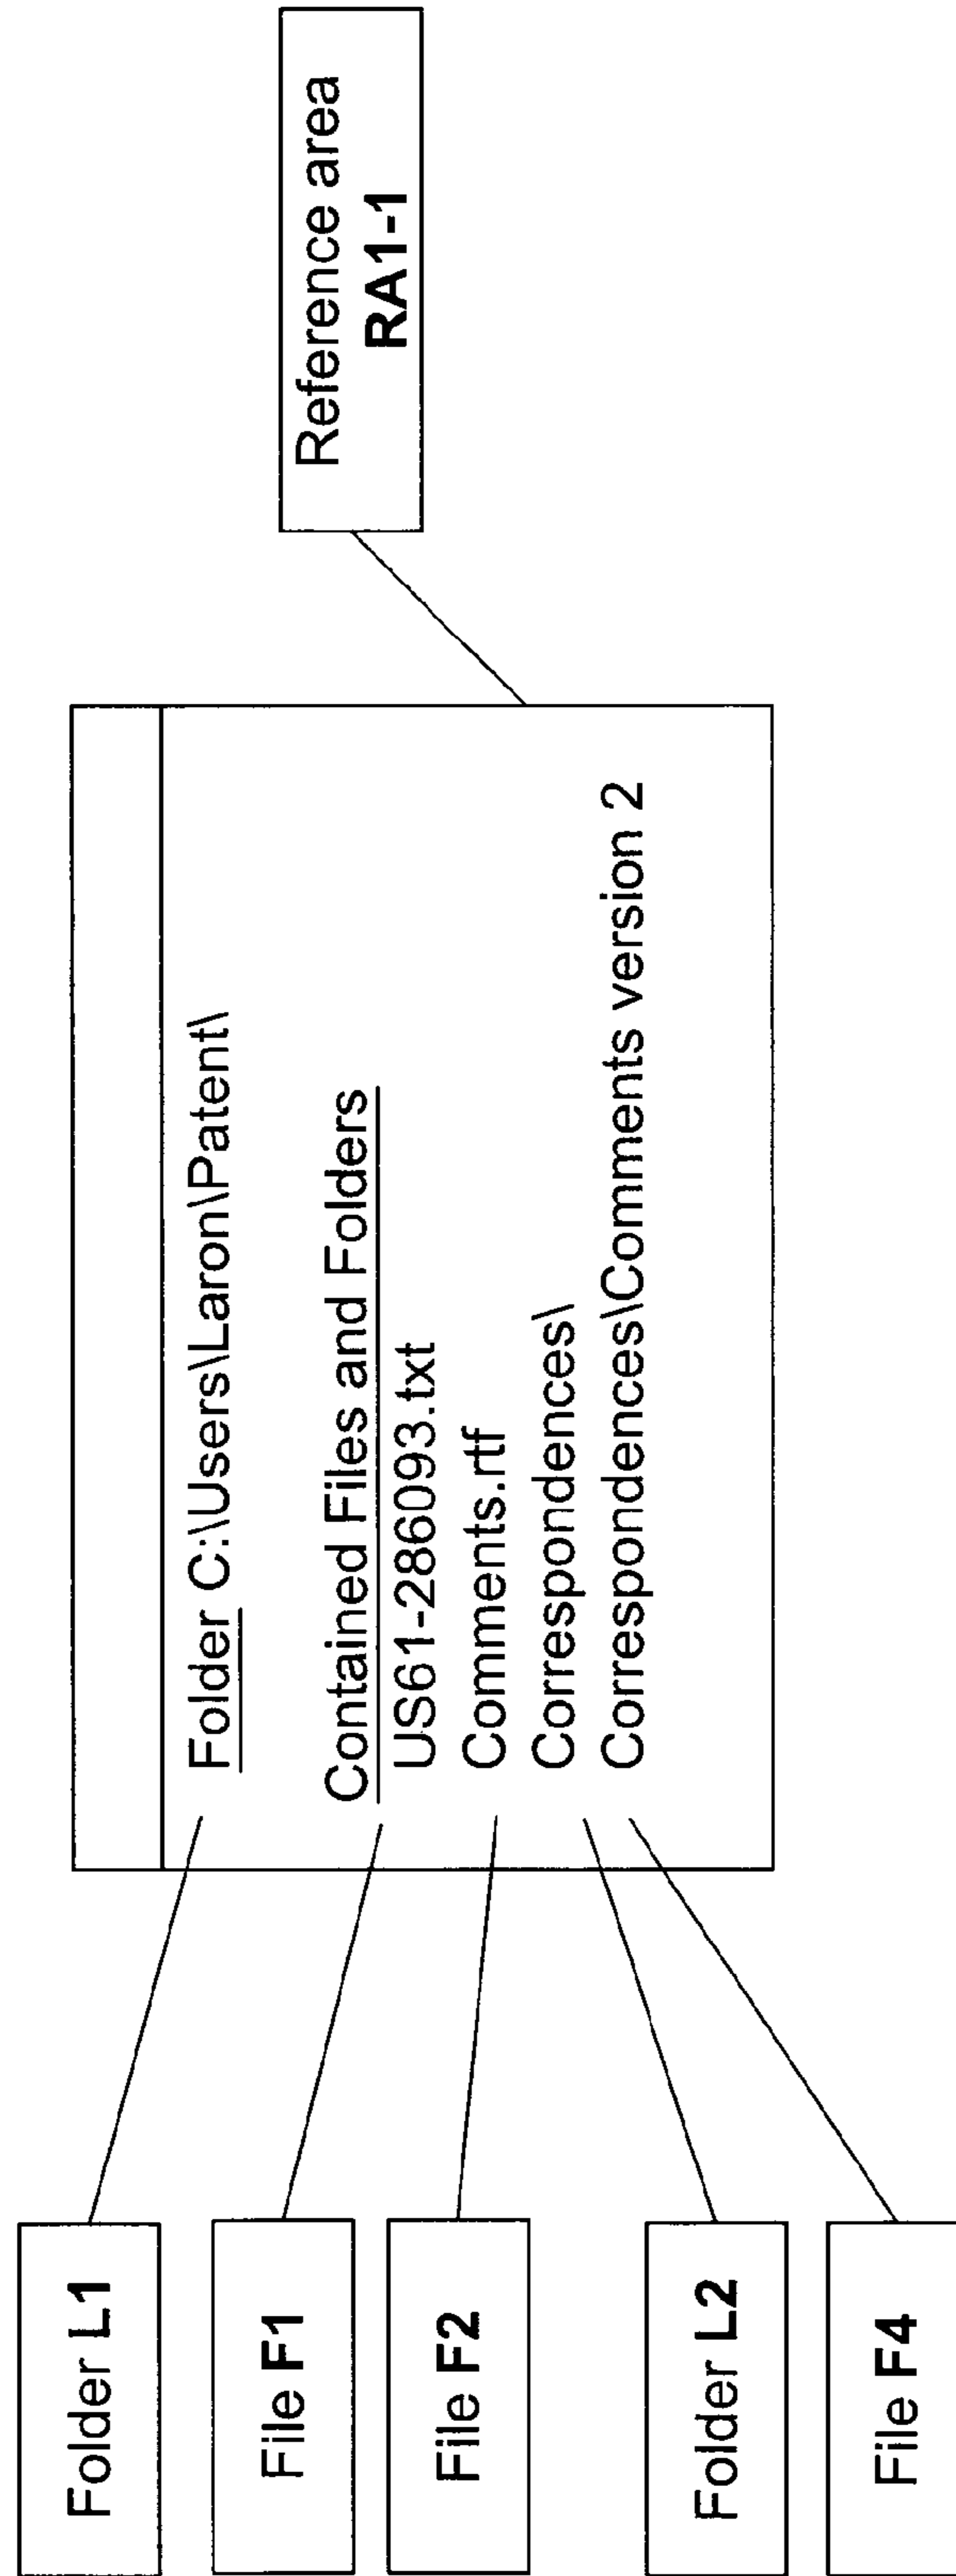 Folder L1
File F1
File F2
Folder L2
File F4
Folder C:\Users\Laron\Patent\
Contained Files and Folders
US61-286093.txt
Comments.rtf
Correspondences\
Correspondences\Comments version 2
Reference area
RA1-1